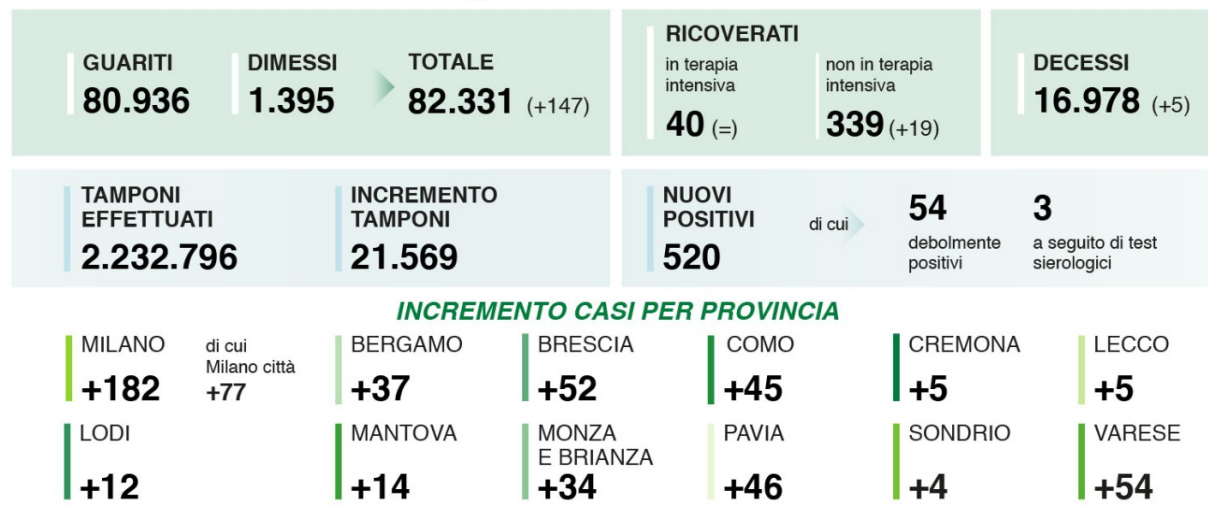 GUARITI
80.936
DIMESSI
1.395
TOTALE
82.331 (+147)
RICOVERATI
in terapia
intensiva
40 (=)
non in terapia
intensiva
339 (+19)
DECESSI
16.978 (+5)
TAMPONI
EFFETTUATI
2.232.796
INCREMENTO
TAMPONI
21.569
NUOVI
POSITIVI
520
di cui
54
debolmente
positivi
3
a seguito di test
sierologici
INCREMENTO CASI PER PROVINCIA
MILANO
+182
di cui
Milano città
+77
BERGAMO
+37
BRESCIA
+52
COMO
+45
CREMONA
+5
LECCO
+5
LODI
+12
MANTOVA
+14
MONZA
E BRIANZA
+34
PAVIA
+46
SONDRIO
+4
VARESE
+54